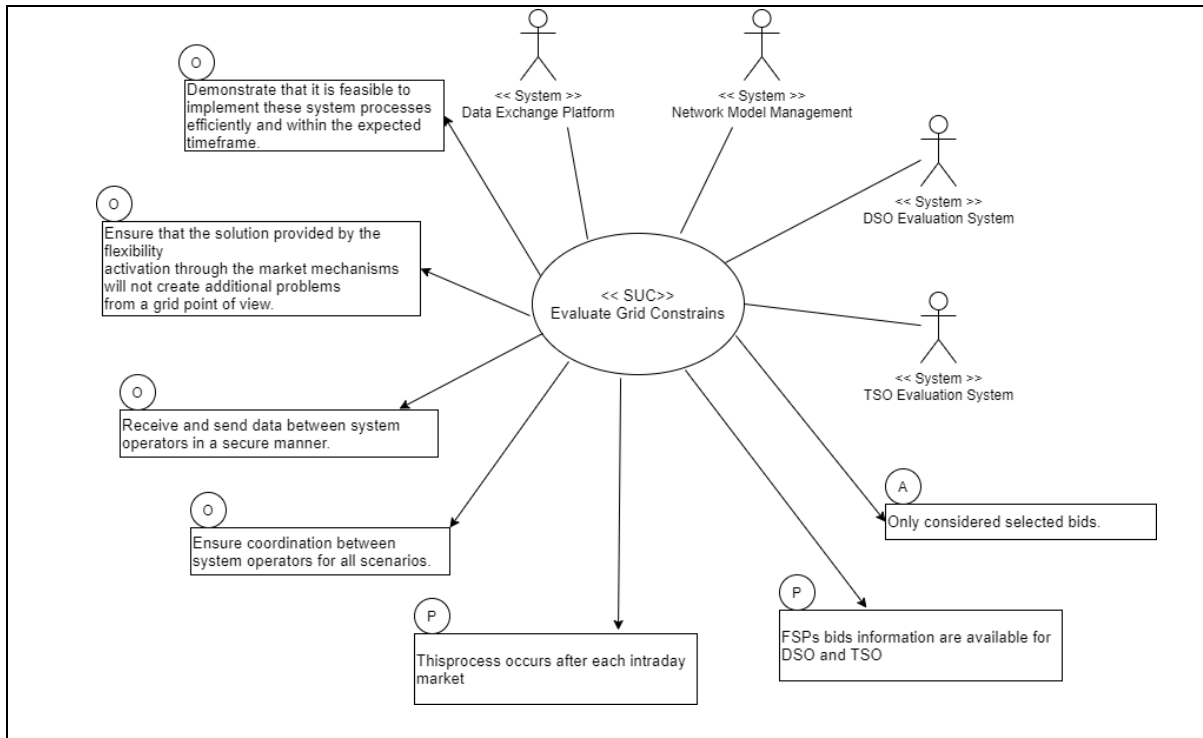 << System >>
Data Exchange Platform
<< System >>
Network Model Management
O
Demonstrate that it is feasible to
implement these system processes
efficiently and within the expected
timeframe.
<< System >>
DSO Evaluation System
O
Ensure that the solution provided by the
flexibility
activation through the market mechanisms
will not create additional problems
from a grid point of view.
<< SUC>>
Evaluate Grid Constrains
<< System >>
TSO Evaluation System
O
Receive and send data between system
operators in a secure manner.
A
Only considered selected bids.
O
Ensure coordination between
system operators for all scenarios.
P
Thisprocess occurs after each intraday
market
P
FSPs bids information are available for
DSO and TSO